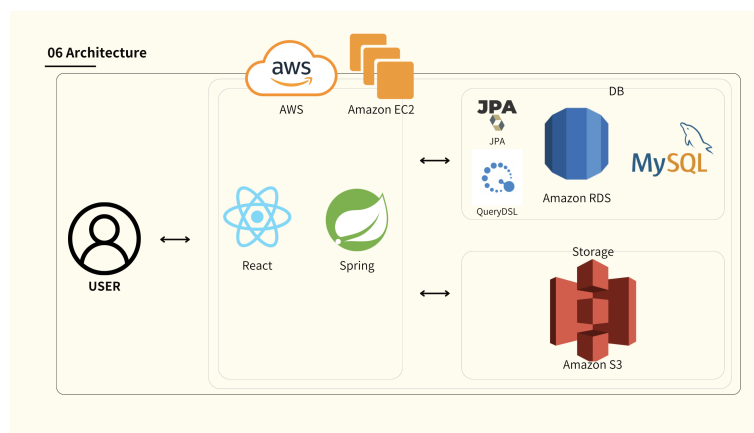 06 Architecture
aws
AWS
Amazon EC2
DB
JPA
JPA
QueryDSL
Amazon RDS
MySQL
USER
React
Spring
Storage
Amazon S3